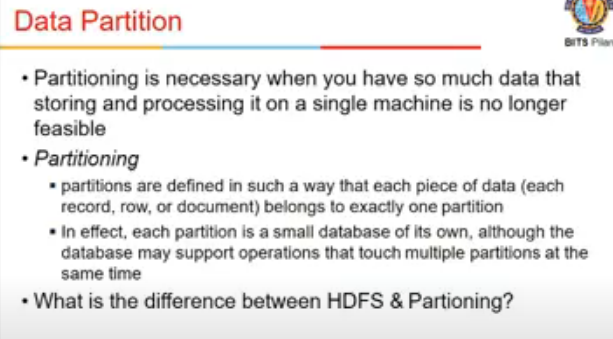 Data Partition
BITS Pilani
• Partitioning is necessary when you have so much data that
storing and processing it on a single machine is no longer
feasible
• Partitioning
▪ partitions are defined in such a way that each piece of data (each
record, row, or document) belongs to exactly one partition
▪ In effect, each partition is a small database of its own, although the
database may support operations that touch multiple partitions at the
same time
• What is the difference between HDFS & Partioning?